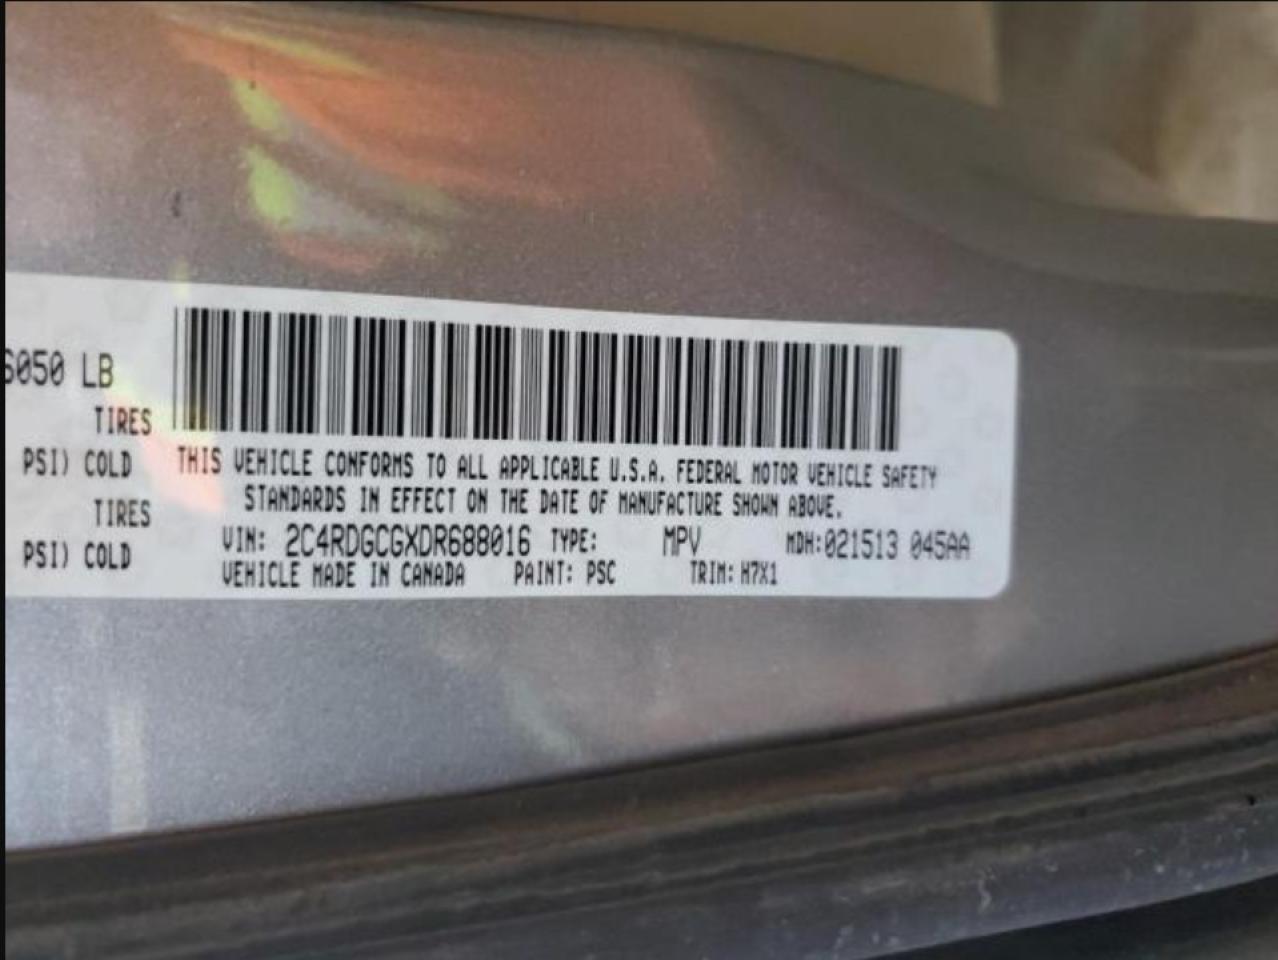 6050 LB
TIRES
PSI) COLD
TIRES
PSI) COLD
THIS VEHICLE CONFORMS TO ALL APPLICABLE U.S.A. FEDERAL MOTOR VEHICLE SAFETY
STANDARDS IN EFFECT ON THE DATE OF MANUFACTURE SHOWN ABOVE.
VIN: 2C4RDGCGXDR688016 TYPE: MPV MDH:021513 045AA
VEHICLE MADE IN CANADA PAINT: PSC TRIM: H7X1